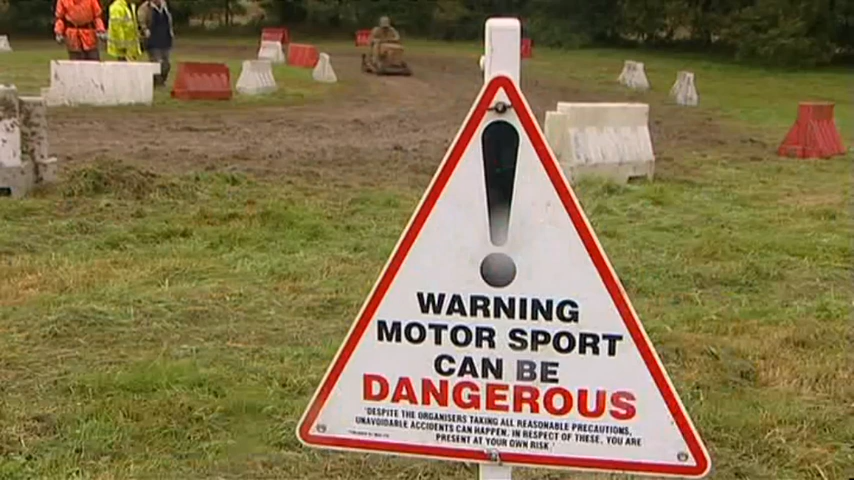 WARNING
MOTOR SPORT
CAN BE
DANGEROUS
'DESPITE THE ORGANISERS TAKING ALL REASONABLE PRECAUTIONS,
UNAVOIDABLE ACCIDENTS CAN HAPPEN. IN RESPECT OF THESE, YOU ARE
PRESENT AT YOUR OWN RISK.'